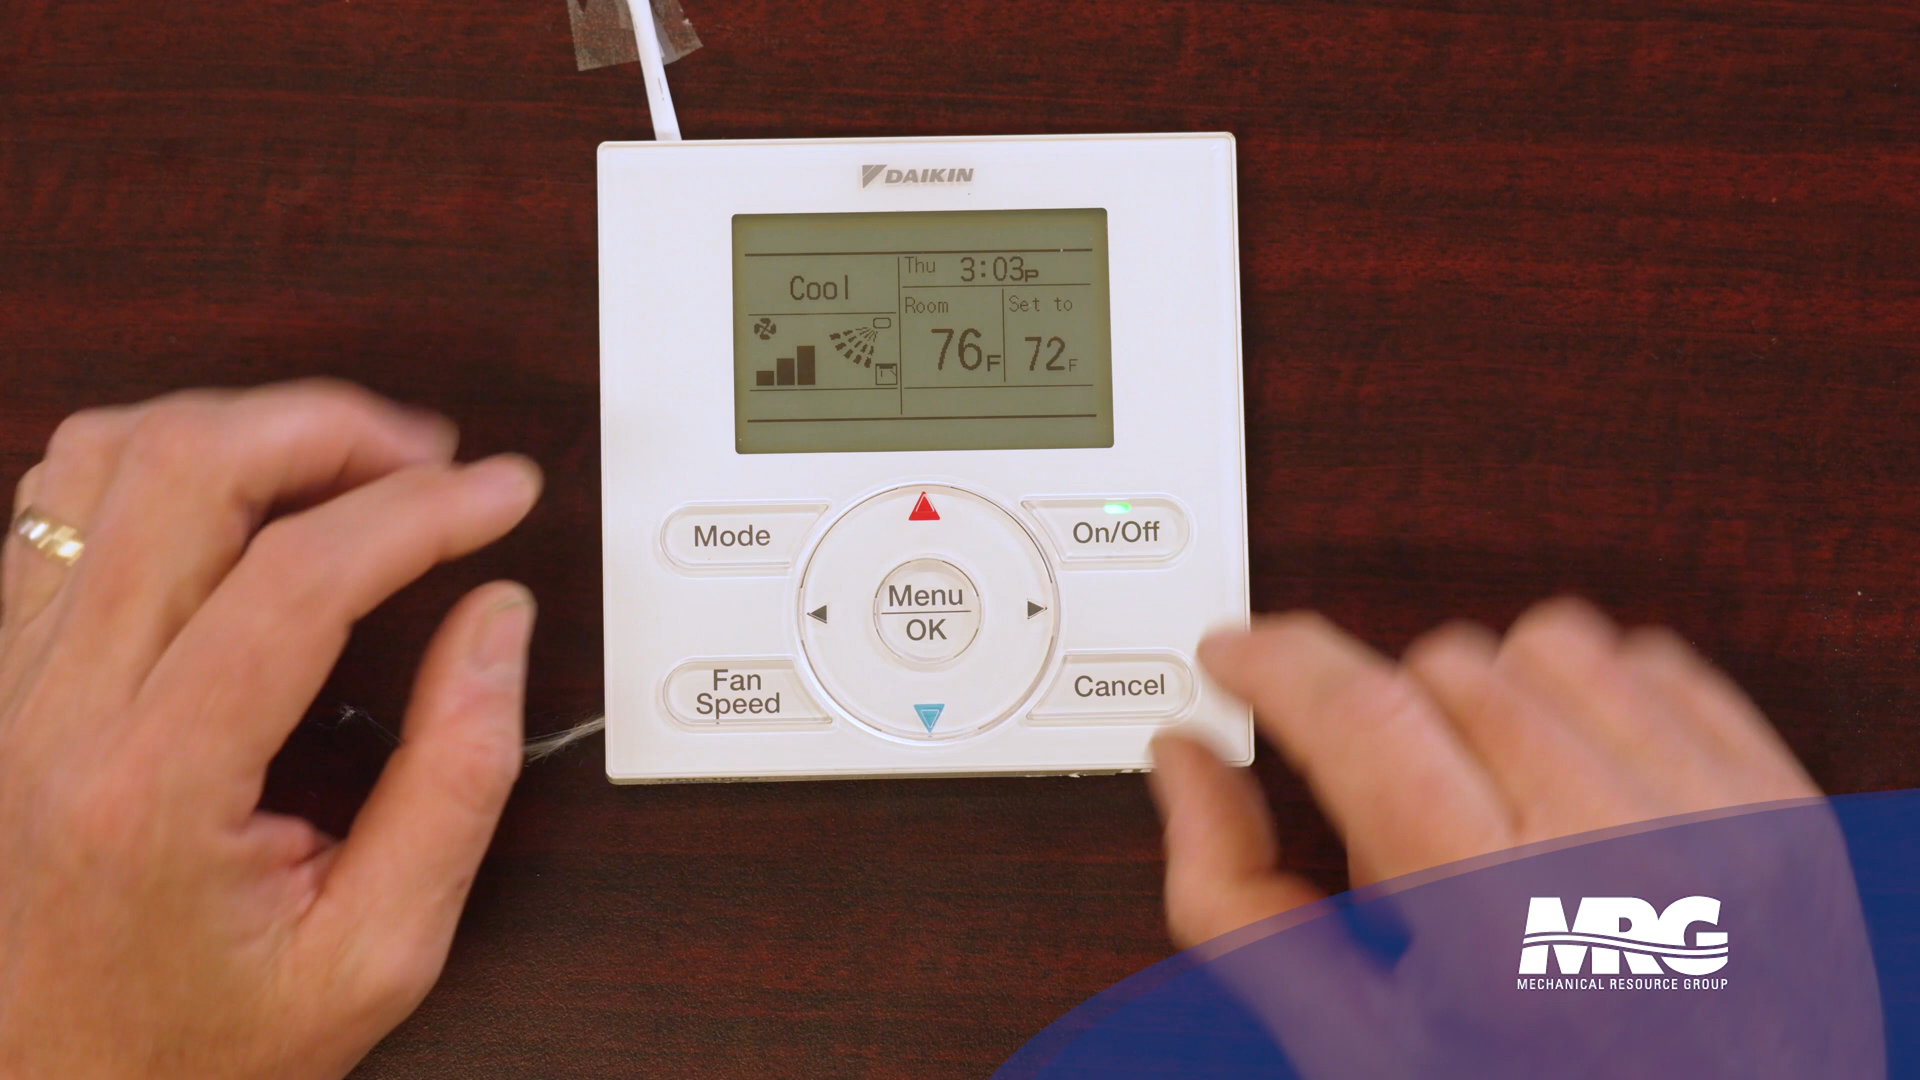 DAIKIN
Thu 3:03P
Cool
Room Set to
76F 72F
Mode
On/Off
Menu
OK
Fan
Speed
Cancel
MRG
MECHANICAL RESOURCE GROUP